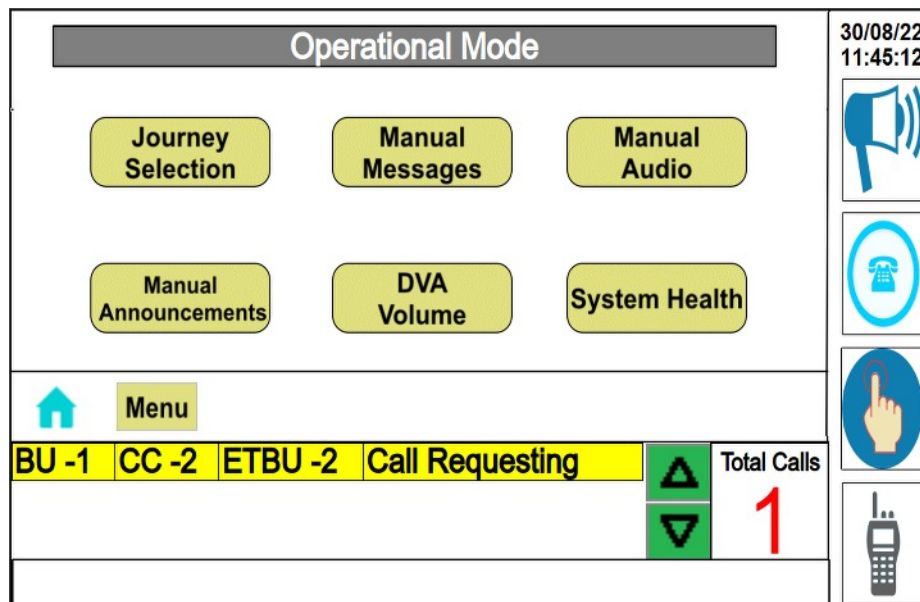 Operational Mode
30/08/22
11:45:12
Journey
Selection
Manual
Messages
Manual
Audio
Manual
Announcements
DVA
Volume
System Health
Menu
BU -1 CC -2 ETBU -2 Call Requesting
Total Calls
1